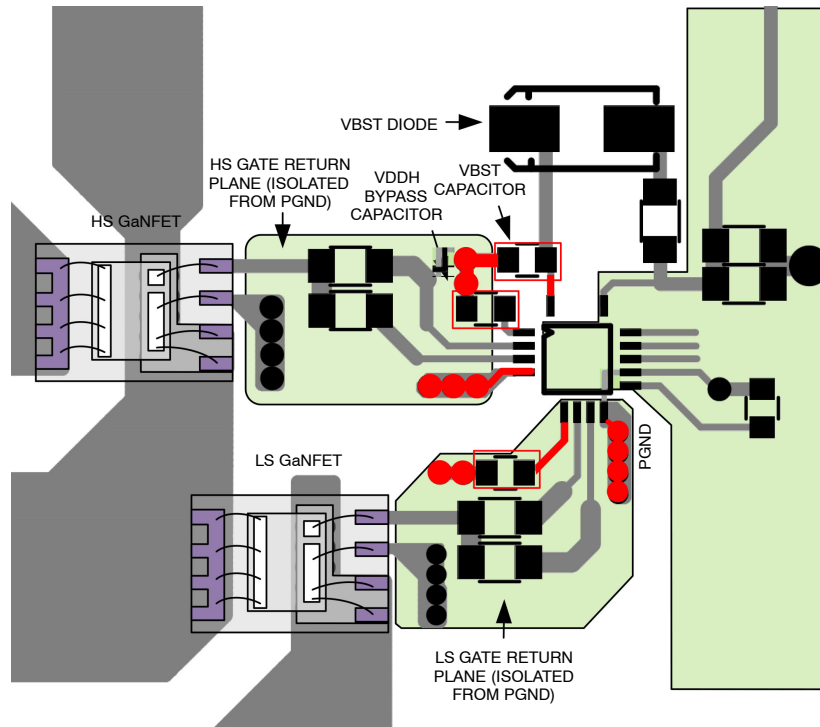 VBST DIODE
HS GATE RETURN
PLANE (ISOLATED
FROM PGND)
VDDH
BYPASS
CAPACITOR
VBST
CAPACITOR
HS GaNFET
LS GaNFET
PGND
LS GATE RETURN
PLANE (ISOLATED
FROM PGND)